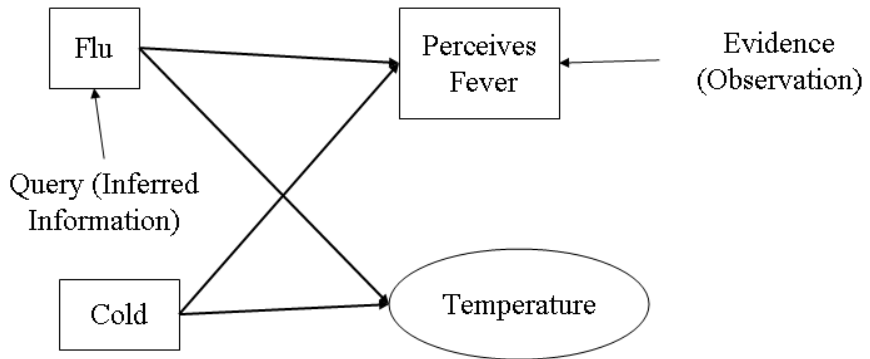 Flu
Perceives
Fever
Evidence
(Observation)
Query (Inferred
Information)
Cold
Temperature